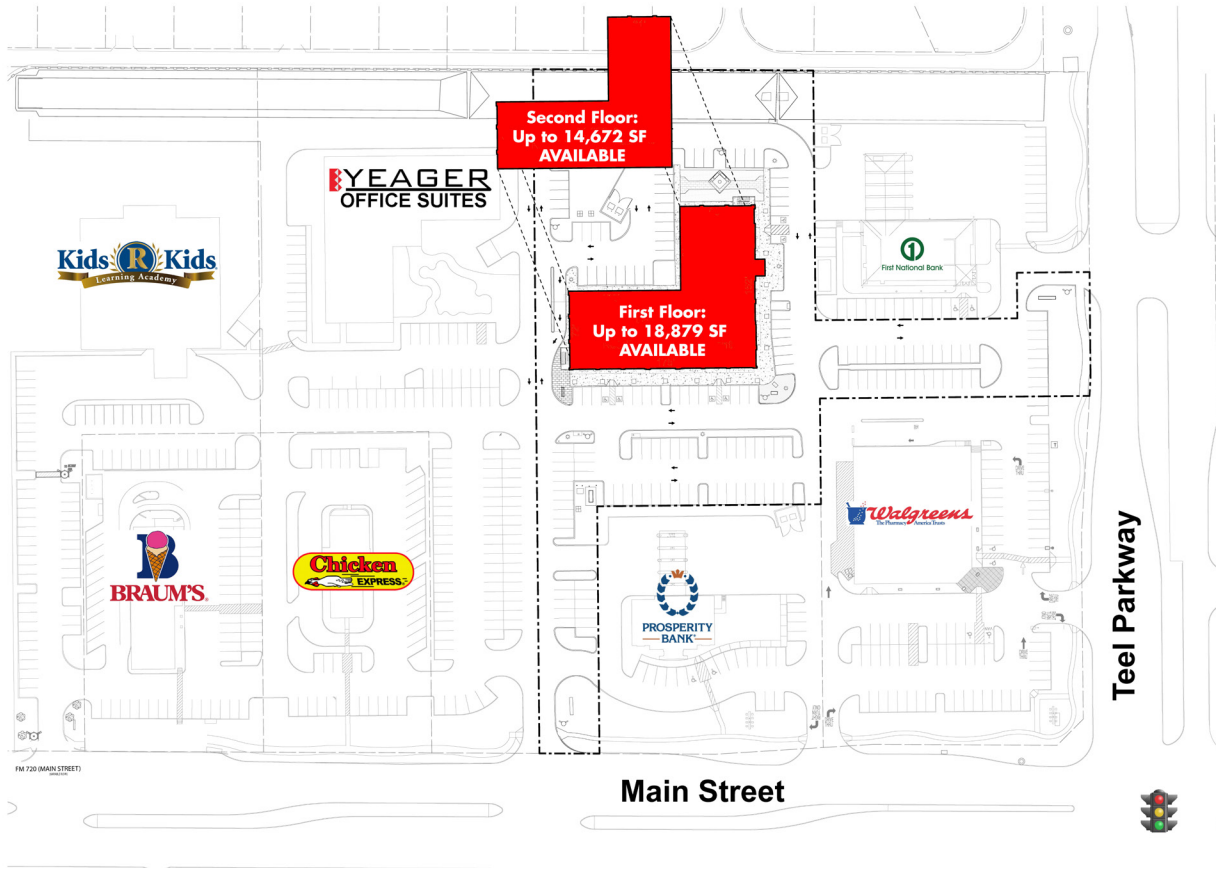 Second Floor:
Up to 14,672 SF
AVAILABLE
YEAGER
OFFICE SUITES
Kids R Kids
Learning Academy
1
First National Bank
First Floor:
Up to 18,879 SF
AVAILABLE
B
BRAUM'S®
Chicken
EXPRESS
Walgreens
The Pharmacy America Trusts
PROSPERITY
BANK
Teel Parkway
FM 720 (MAIN STREET)
Main Street